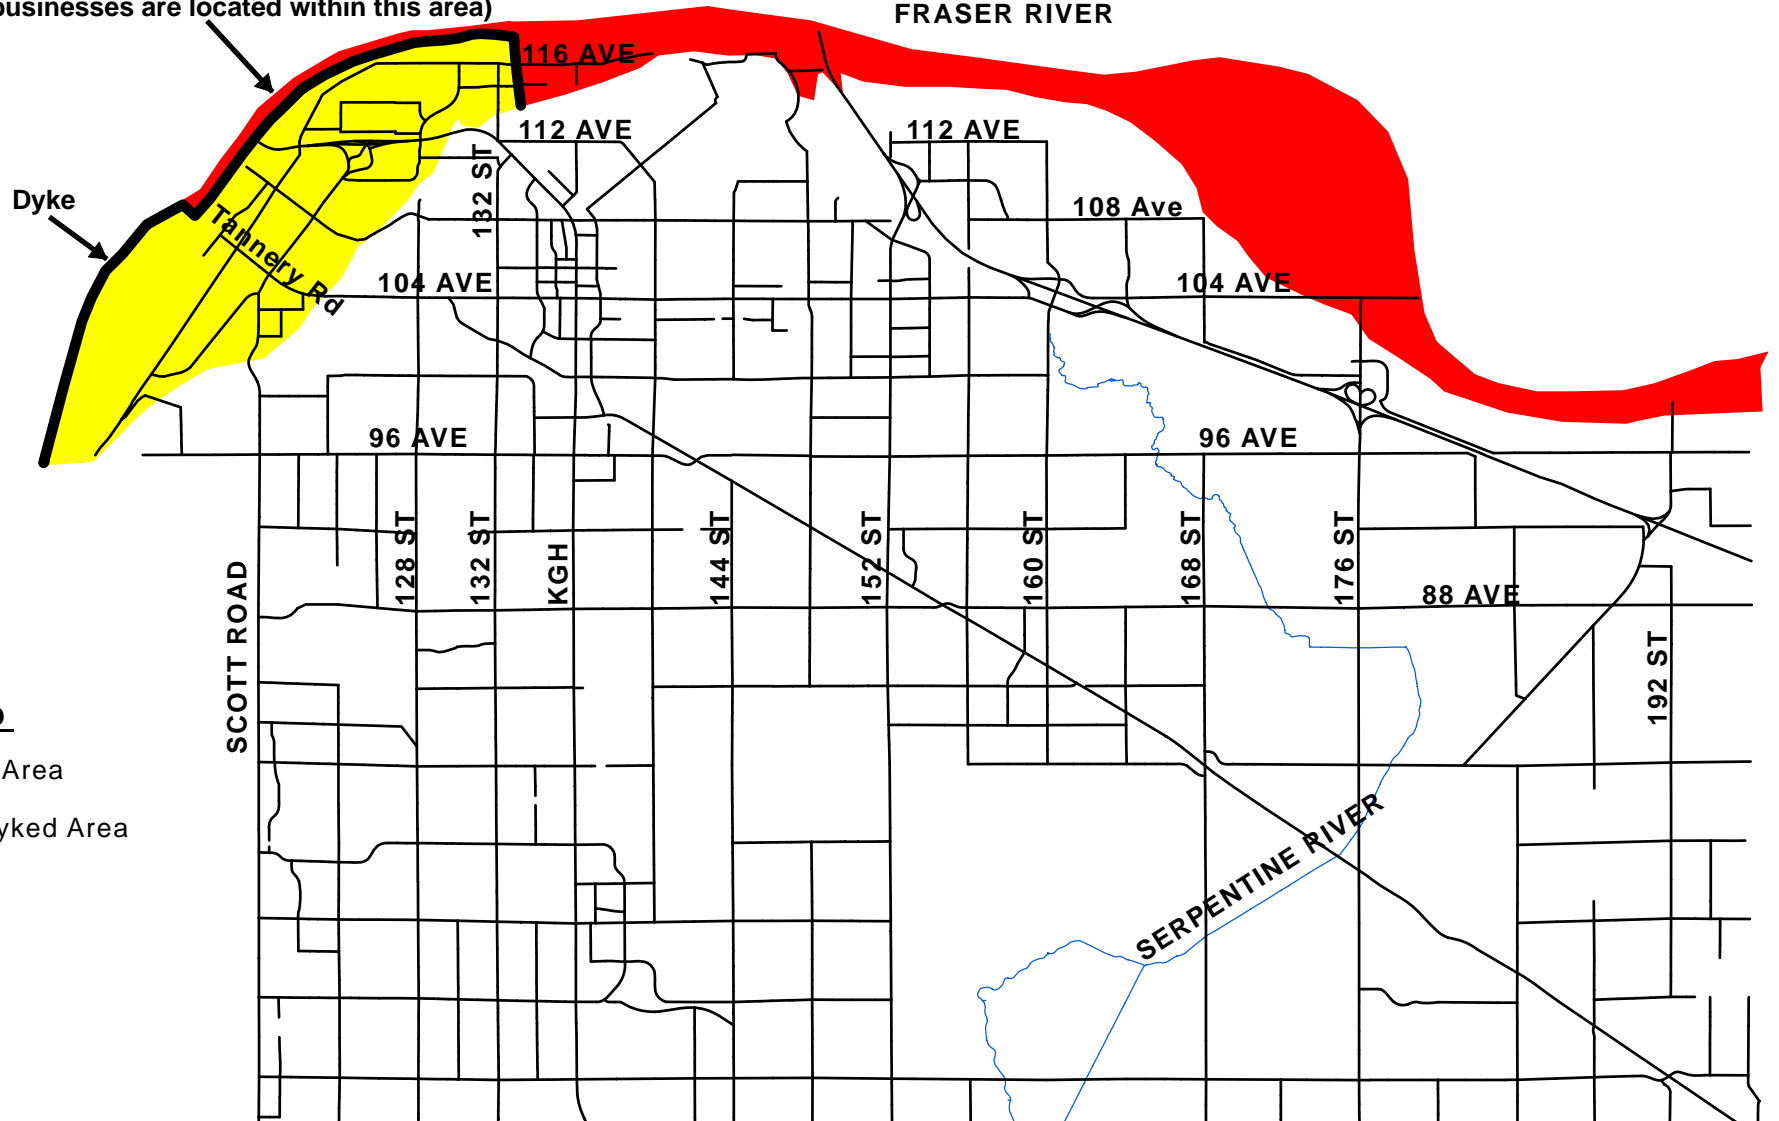 businesses are located within this area)
FRASER RIVER
116 AVE
112 AVE
112 AVE
132 ST
Dyke
108 Ave
Tannery Rd
104 AVE
104 AVE
96 AVE
96 AVE
128 ST
132 ST
KGH
144 ST
152 ST
160 ST
168 ST
176 ST
88 AVE
SCOTT ROAD
192 ST
Area
yked Area
SERPENTINE RIVER